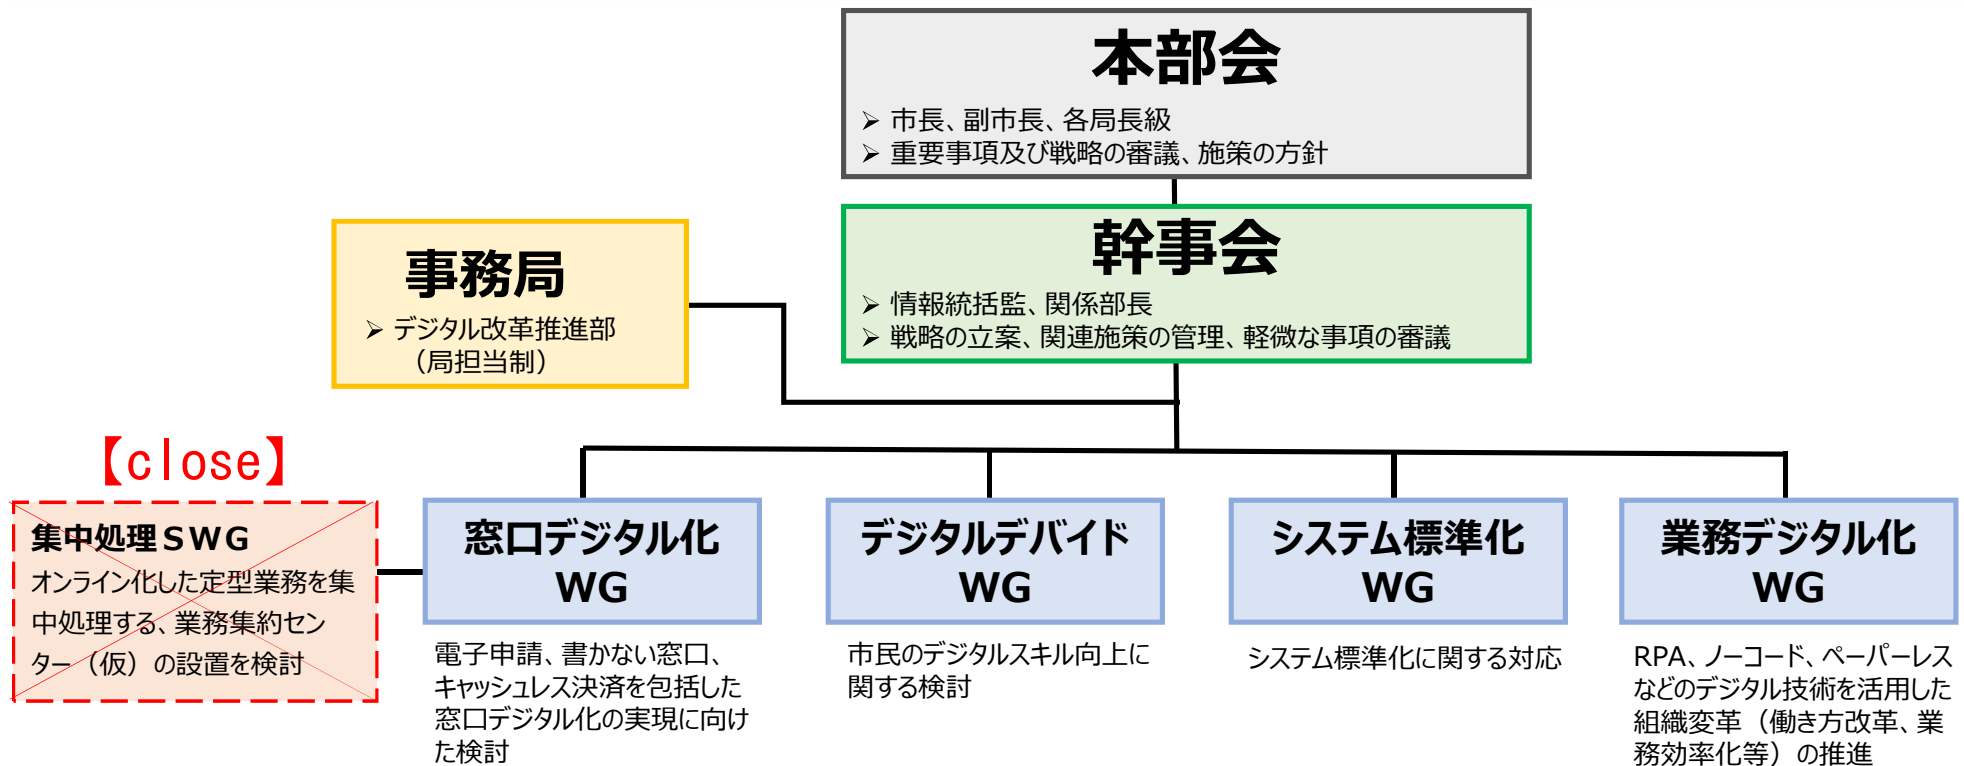 本部会
➢ 市長、副市長、各局長級
➢ 重要事項及び戦略の審議、施策の方針
幹事会
➢ 情報統括監、関係部長
➢ 戦略の立案、関連施策の管理、軽微な事項の審議
事務局
➢ デジタル改革推進部
（局担当制）
【close】
集中処理SWG
オンライン化した定型業務を集
中処理する、業務集約セン
ター（仮）の設置を検討
窓口デジタル化
WG
電子申請、書かない窓口、
キャッシュレス決済を包括した
窓口デジタル化の実現に向け
た検討
デジタルデバイド
WG
市民のデジタルスキル向上に
関する検討
システム標準化
WG
システム標準化に関する対応
業務デジタル化
WG
RPA、ノーコード、ペーパーレス
などのデジタル技術を活用した
組織変革（働き方改革、業
務効率化等）の推進